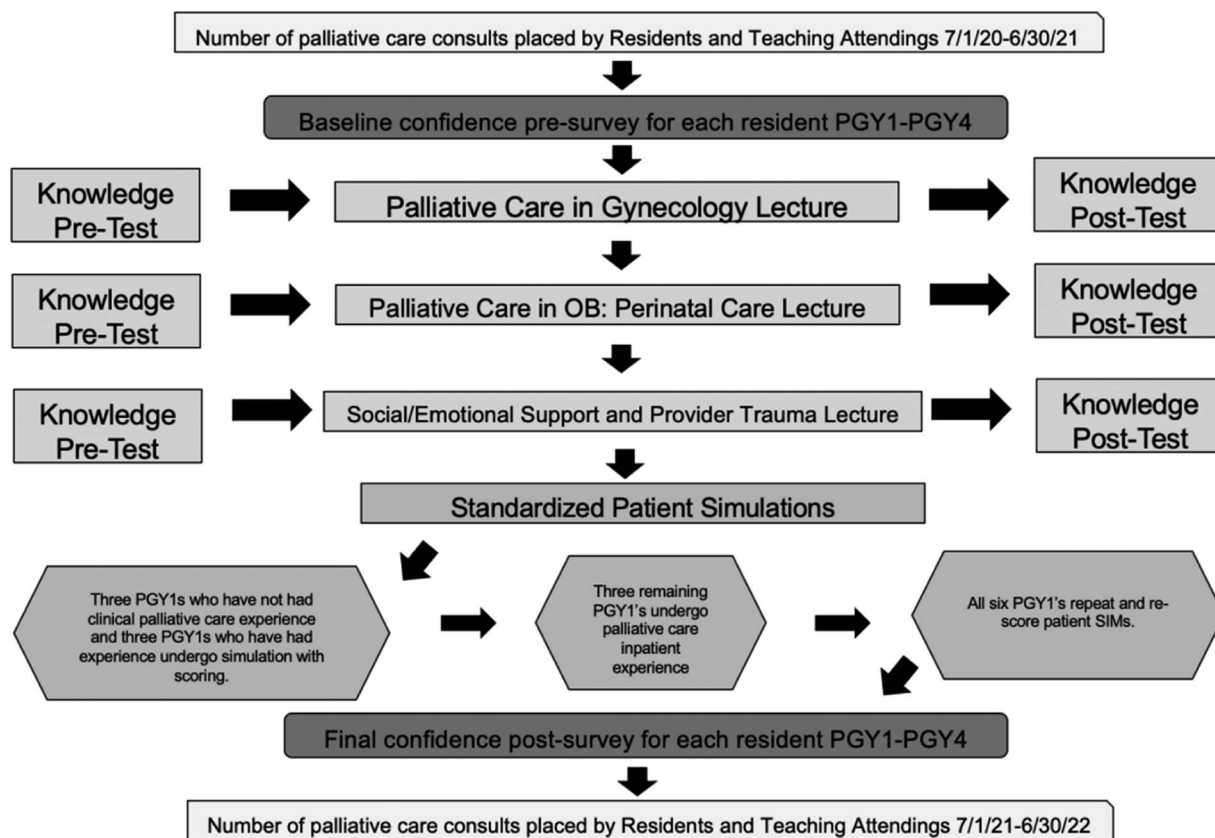 Number of palliative care consults placed by Residents and Teaching Attendings 7/1/20-6/30/21
Baseline confidence pre-survey for each resident PGY1-PGY4
Knowledge
Pre-Test
Palliative Care in Gynecology Lecture
Knowledge
Post-Test
Knowledge
Pre-Test
Palliative Care in OB: Perinatal Care Lecture
Knowledge
Post-Test
Knowledge
Pre-Test
Social/Emotional Support and Provider Trauma Lecture
Knowledge
Post-Test
Standardized Patient Simulations
Three PGY1s who have not had
clinical palliative care experience
and three PGY1s who have had
experience undergo simulation with
scoring.
Three remaining
PGY1's undergo
palliative care
inpatient
experience
All six PGY1's repeat and re-
score patient SIMs.
Final confidence post-survey for each resident PGY1-PGY4
Number of palliative care consults placed by Residents and Teaching Attendings 7/1/21-6/30/22